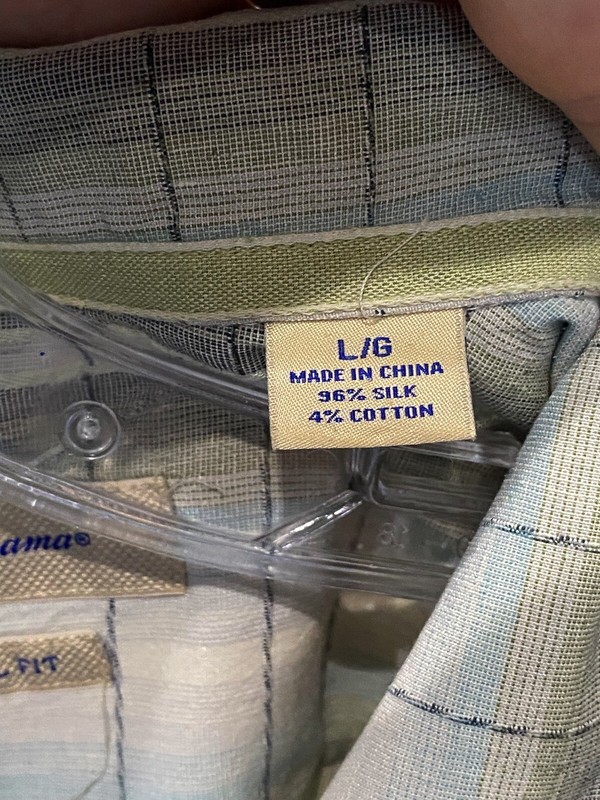 L/G
MADE IN CHINA
96% SILK
4% COTTON
ama®
FIT